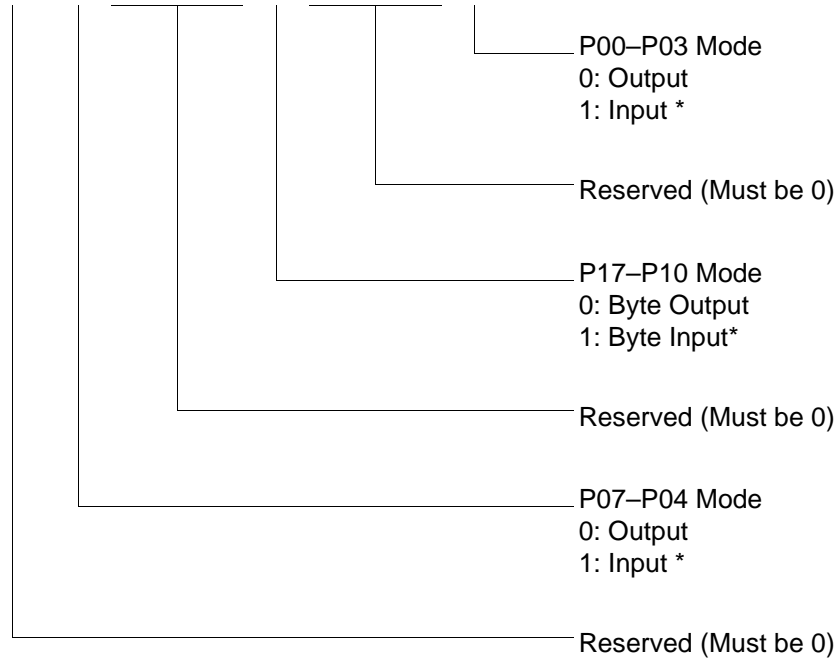 P00–P03 Mode
0: Output
1: Input *
Reserved (Must be 0)
P17–P10 Mode
0: Byte Output
1: Byte Input*
Reserved (Must be 0)
P07–P04 Mode
0: Output
1: Input *
Reserved (Must be 0)